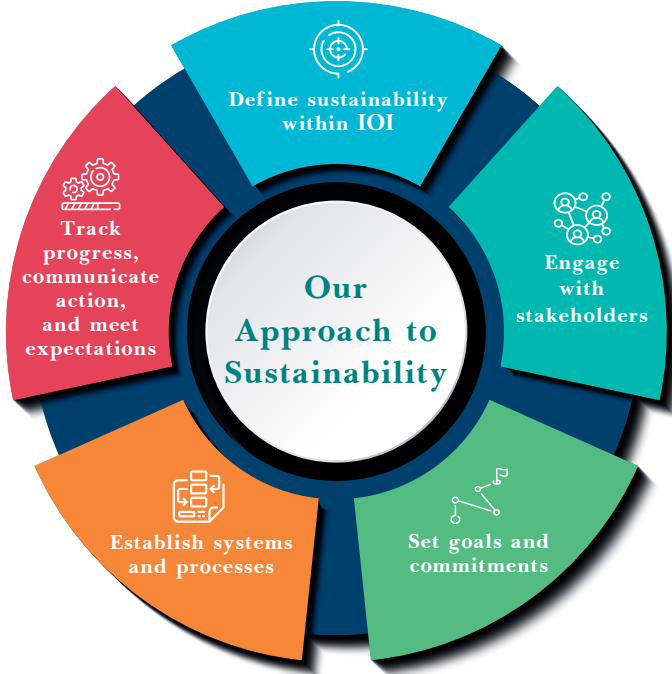 Define sustainability
within IOI
Engage
with
stakeholders
Set goals and
commitments
Establish systems
and processes
Track
progress,
communicate
action,
and meet
expectations
Our
Approach to
Sustainability